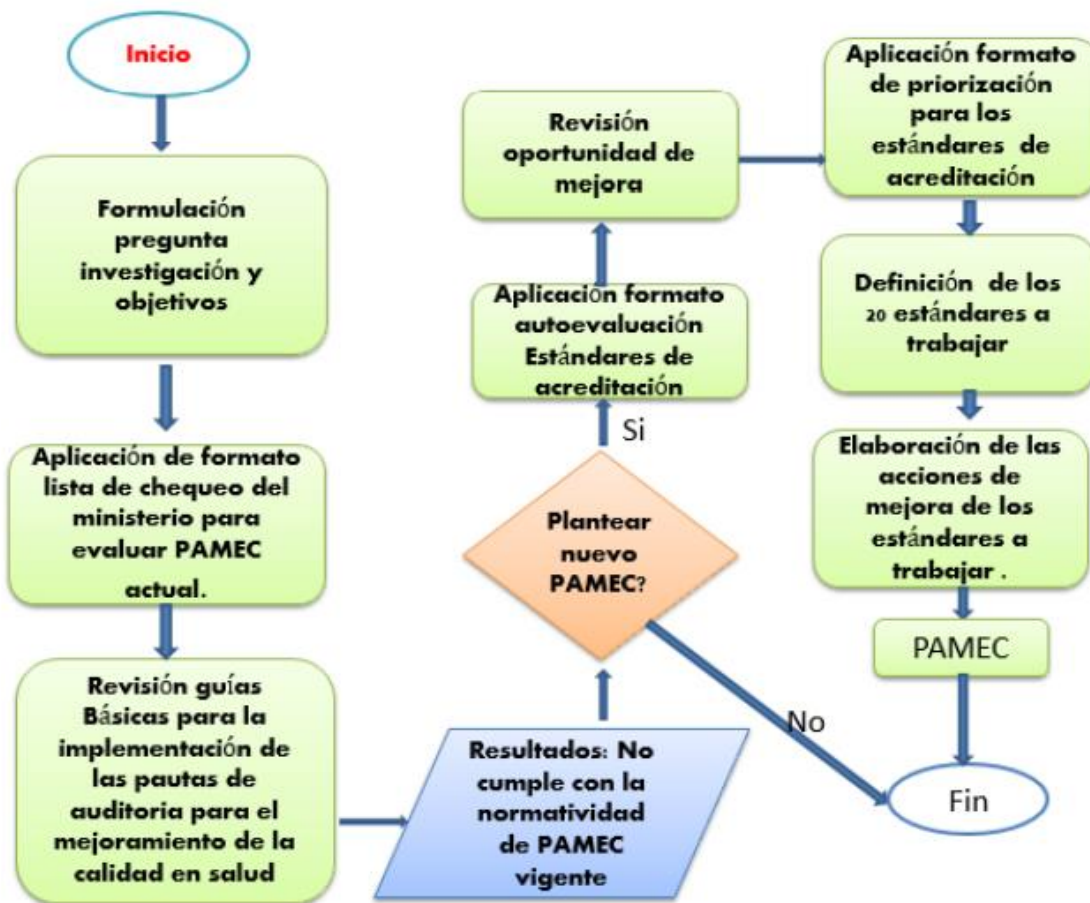 Inicio
Formulación
pregunta
investigación y
objetivos
Aplicación de formato
lista de chequeo del
ministerio para
evaluar PAMEC
actual.
Revisión guías
Básicas para la
implementación de
las pautas de
auditoria para el
mejoramiento de la
calidad en salud
Resultados: No
cumple con la
normatividad
de PAMEC
vigente
Plantear
nuevo
PAMEC?
Si
No
Aplicación formato
autoevaluación
Estándares de
acreditación
Revisión
oportunidad de
mejora
Aplicación formato
de priorización
para los
estándares de
acreditación
Definición de los
20 estándares a
trabajar
Elaboración de las
acciones de
mejora de los
estándares a
trabajar .
PAMEC
Fin